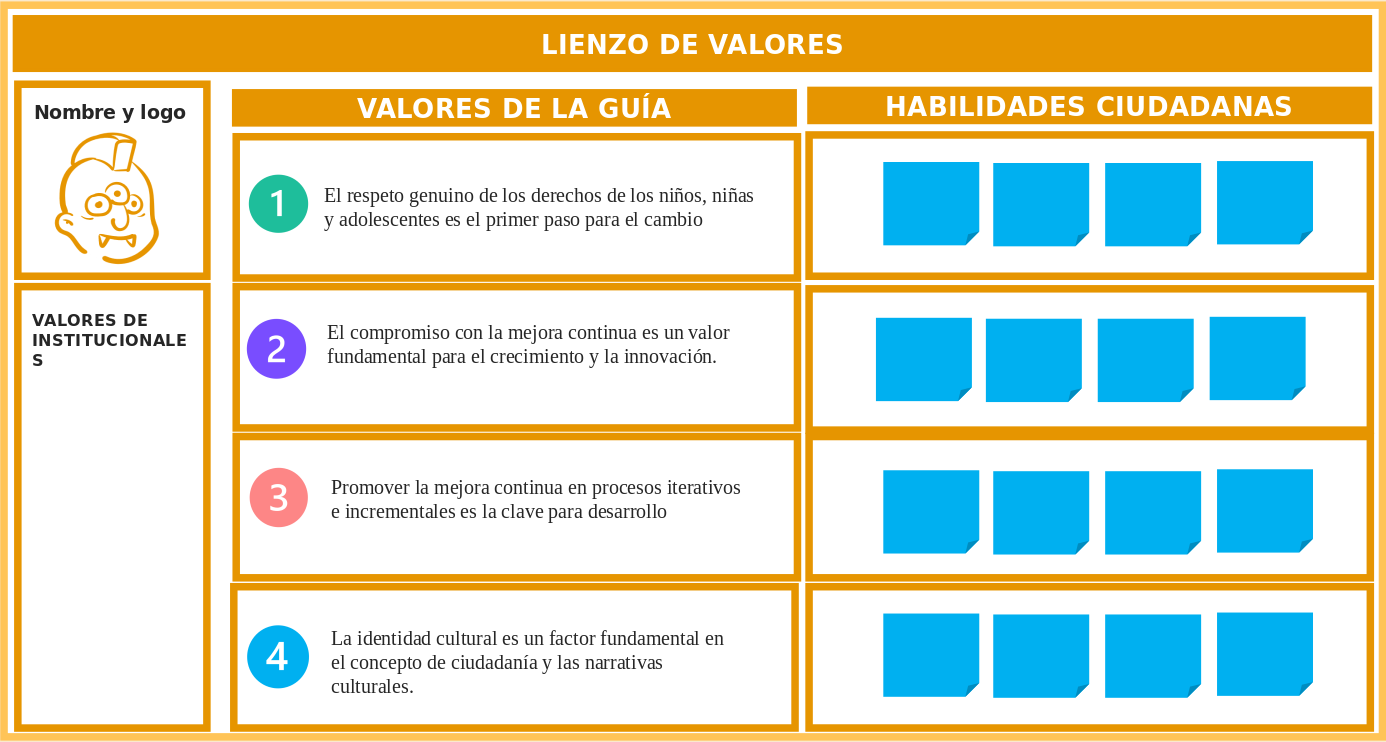 LIENZO DE VALORES
Nombre y logo
VALORES DE
INSTITUCIONALE
S
VALORES DE LA GUÍA
1
El respeto genuino de los derechos de los niños, niñas
y adolescentes es el primer paso para el cambio
2
El compromiso con la mejora continua es un valor
fundamental para el crecimiento y la innovación.
3
Promover la mejora continua en procesos iterativos
e incrementales es la clave para desarrollo
4
La identidad cultural es un factor fundamental en
el concepto de ciudadanía y las narrativas
culturales.
HABILIDADES CIUDADANAS